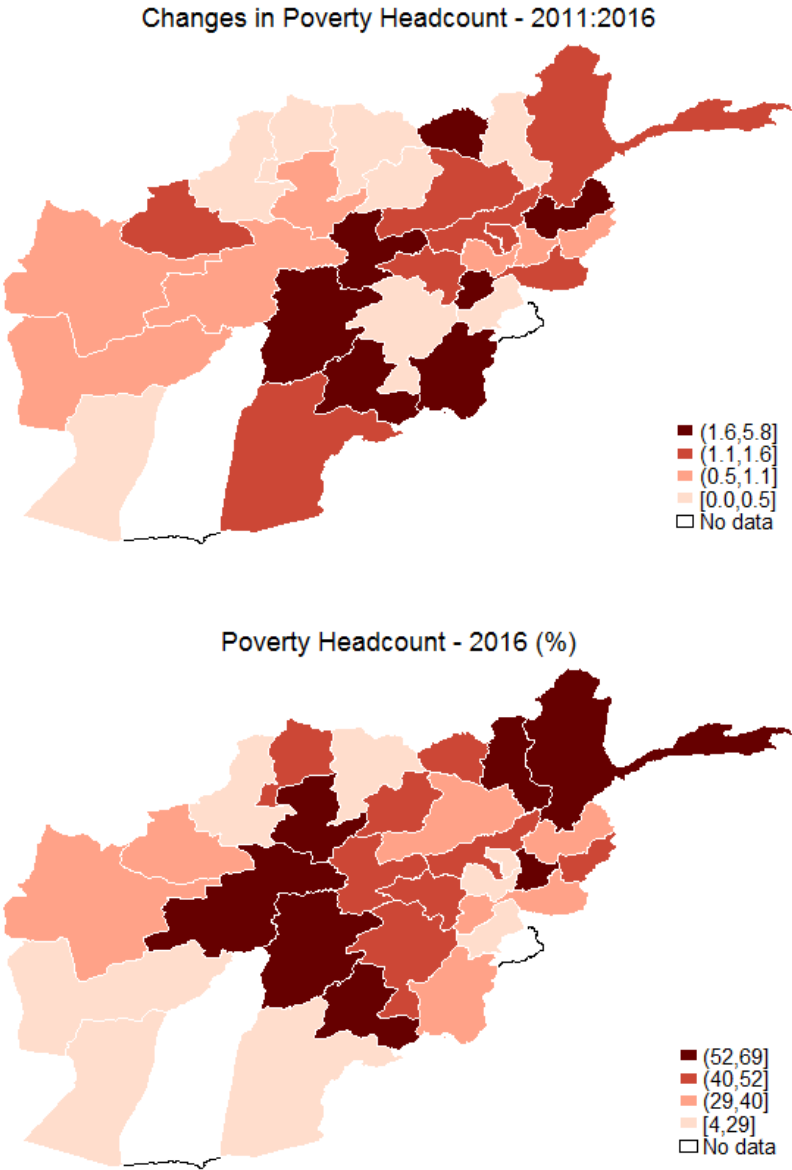 Changes in Poverty Headcount - 2011:2016
(1.6,5.8]
(1.1,1.6]
(0.5,1.1]
[0.0,0.5]
No data
Poverty Headcount - 2016 (%)
(52,69]
(40,52]
(29,40]
[4,29]
No data